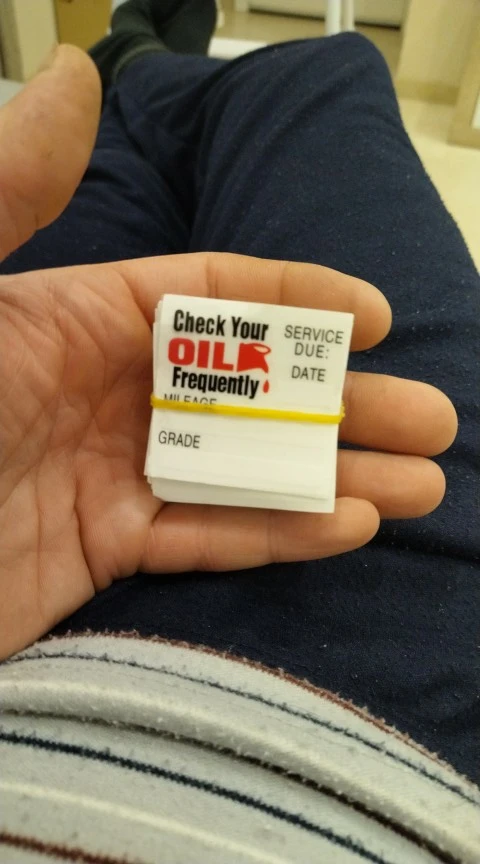 Check Your
OIL
Frequently
SERVICE
DUE:
DATE
MILEAGE
GRADE